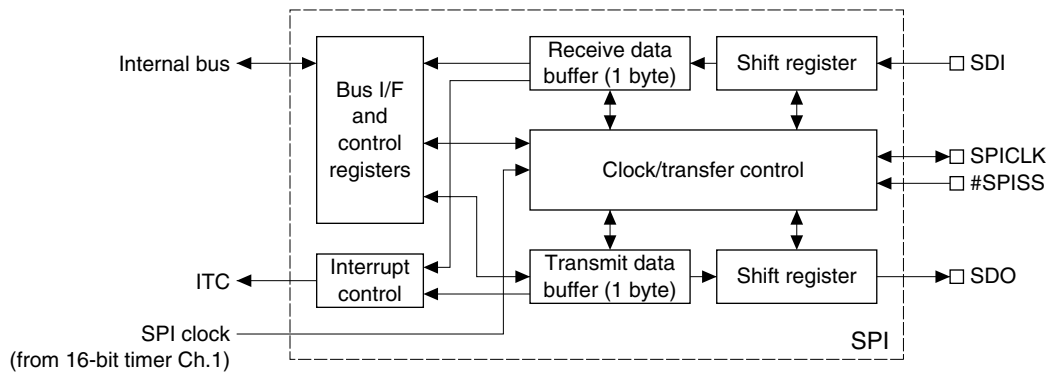 Internal bus
Bus I/F
and
control
registers
Receive data
buffer (1 byte)
Shift register
SDI
Clock/transfer control
SPICLK
#SPISS
ITC
Interrupt
control
Transmit data
buffer (1 byte)
Shift register
SDO
SPI clock
(from 16-bit timer Ch.1)
SPI